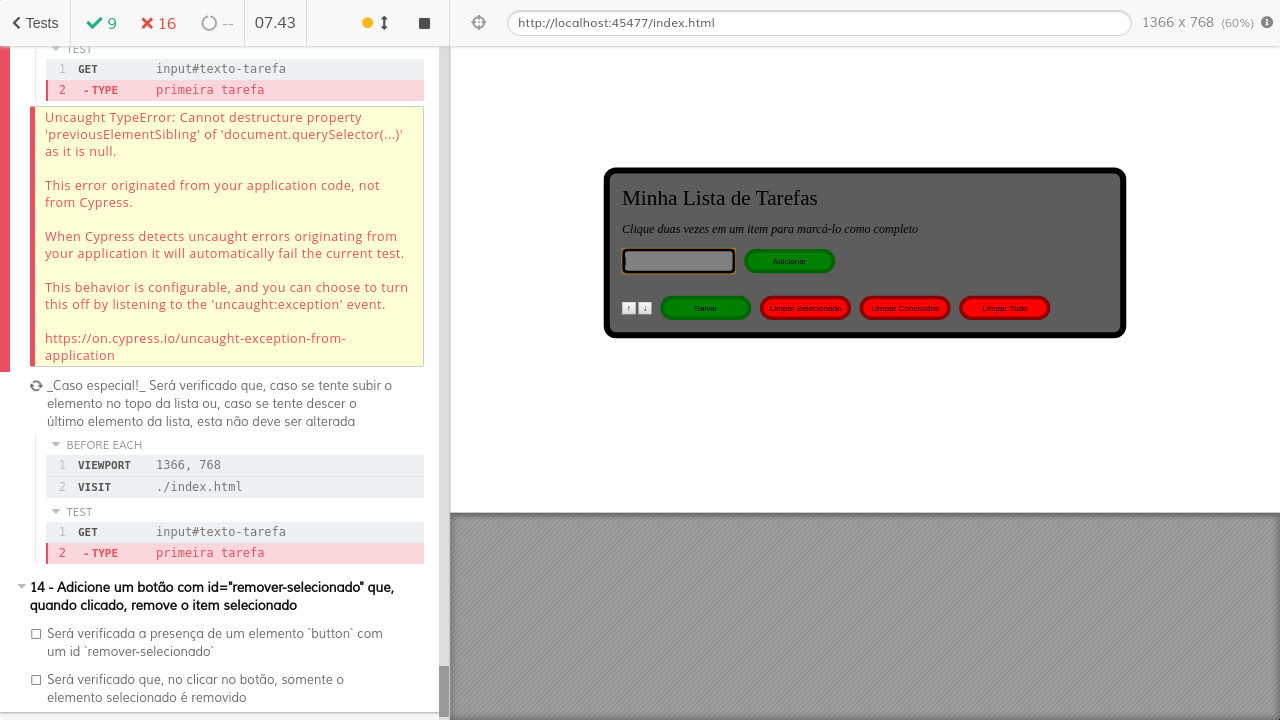 Tests 9 16 -- 07.43
http://localhost:45477/index.html 1366 x 768 (60%)
TEST
1 GET input#texto-tarefa
2 - TYPE primeira tarefa
Uncaught TypeError: Cannot destructure property
'previousElementSibling' of 'document.querySelector(...)'
as it is null.
This error originated from your application code, not
from Cypress.
When Cypress detects uncaught errors originating from
your application it will automatically fail the current test.
This behavior is configurable, and you can choose to turn
this off by listening to the 'uncaught:exception' event.
https://on.cypress.io/uncaught-exception-from-
application
_Caso especial!_ Será verificado que, caso se tente subir o
elemento no topo da lista ou, caso se tente descer o
último elemento da lista, esta não deve ser alterada
BEFORE EACH
1 VIEWPORT 1366, 768
2 VISIT ./index.html
TEST
1 GET input#texto-tarefa
2 - TYPE primeira tarefa
14 - Adicione um botão com id="remover-selecionado" que,
quando clicado, remove o item selecionado
Será verificada a presença de um elemento `button` com
um id `remover-selecionado`
Será verificado que, no clicar no botão, somente o
elemento selecionado é removido
Minha Lista de Tarefas
Clique duas vezes em um item para marcá-lo como completo
Adicionar
↑ ↓ Salvar Limpar Selecionado Limpar Concluidos Limpar Tudo